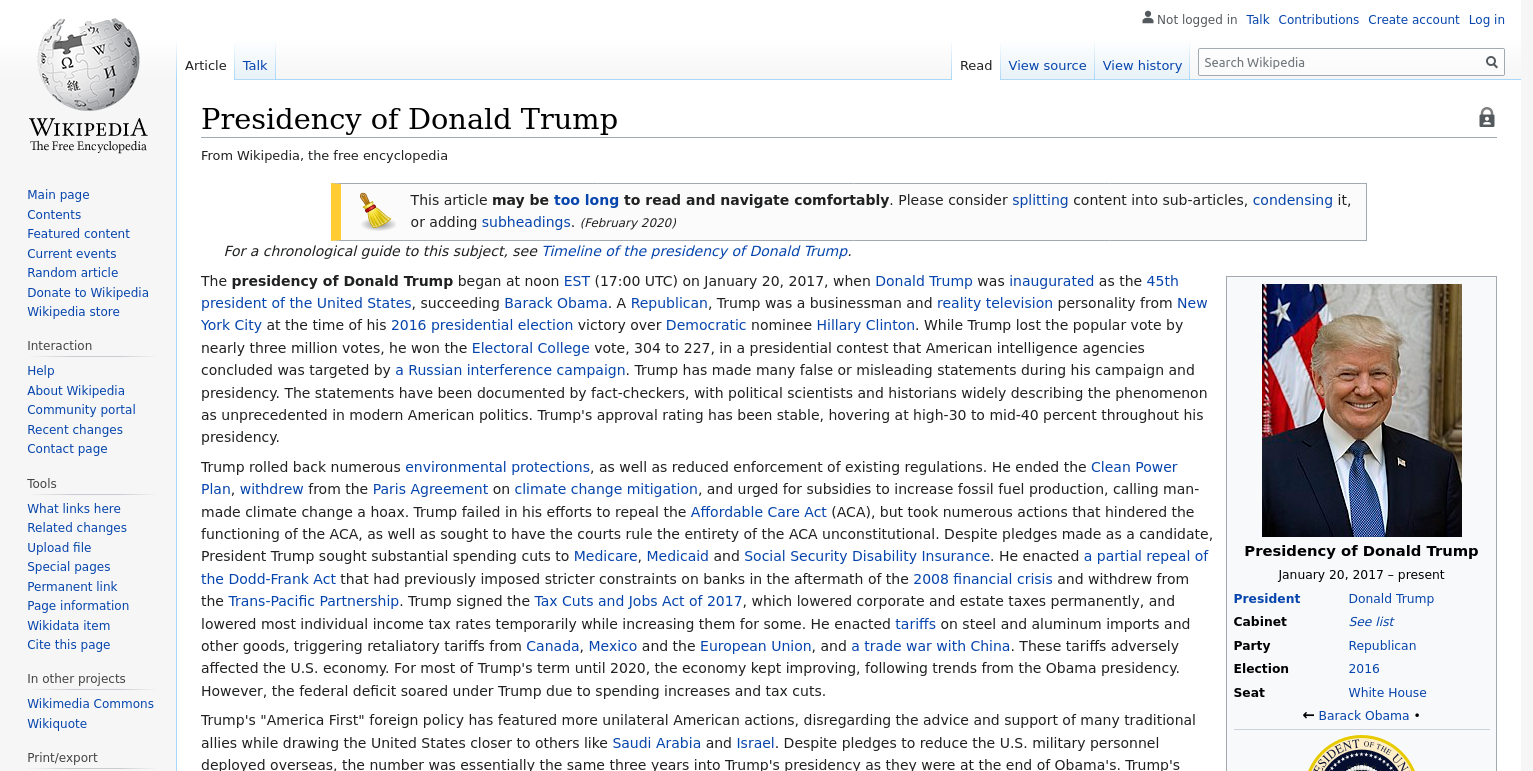 Not logged in Talk Contributions Create account Log in
Article Talk Read View source View history Search Wikipedia
Ω W И 維
WIKIPEDIA
The Free Encyclopedia
Main page
Contents
Featured content
Current events
Random article
Donate to Wikipedia
Wikipedia store
Interaction
Help
About Wikipedia
Community portal
Recent changes
Contact page
Tools
What links here
Related changes
Upload file
Special pages
Permanent link
Page information
Wikidata item
Cite this page
In other projects
Wikimedia Commons
Wikiquote
Print/export
Presidency of Donald Trump
From Wikipedia, the free encyclopedia
This article may be too long to read and navigate comfortably. Please consider splitting content into sub-articles, condensing it,
or adding subheadings. (February 2020)
For a chronological guide to this subject, see Timeline of the presidency of Donald Trump.
The presidency of Donald Trump began at noon EST (17:00 UTC) on January 20, 2017, when Donald Trump was inaugurated as the 45th
president of the United States, succeeding Barack Obama. A Republican, Trump was a businessman and reality television personality from New
York City at the time of his 2016 presidential election victory over Democratic nominee Hillary Clinton. While Trump lost the popular vote by
nearly three million votes, he won the Electoral College vote, 304 to 227, in a presidential contest that American intelligence agencies
concluded was targeted by a Russian interference campaign. Trump has made many false or misleading statements during his campaign and
presidency. The statements have been documented by fact-checkers, with political scientists and historians widely describing the phenomenon
as unprecedented in modern American politics. Trump's approval rating has been stable, hovering at high-30 to mid-40 percent throughout his
presidency.
Trump rolled back numerous environmental protections, as well as reduced enforcement of existing regulations. He ended the Clean Power
Plan, withdrew from the Paris Agreement on climate change mitigation, and urged for subsidies to increase fossil fuel production, calling man-
made climate change a hoax. Trump failed in his efforts to repeal the Affordable Care Act (ACA), but took numerous actions that hindered the
functioning of the ACA, as well as sought to have the courts rule the entirety of the ACA unconstitutional. Despite pledges made as a candidate,
President Trump sought substantial spending cuts to Medicare, Medicaid and Social Security Disability Insurance. He enacted a partial repeal of
the Dodd-Frank Act that had previously imposed stricter constraints on banks in the aftermath of the 2008 financial crisis and withdrew from
the Trans-Pacific Partnership. Trump signed the Tax Cuts and Jobs Act of 2017, which lowered corporate and estate taxes permanently, and
lowered most individual income tax rates temporarily while increasing them for some. He enacted tariffs on steel and aluminum imports and
other goods, triggering retaliatory tariffs from Canada, Mexico and the European Union, and a trade war with China. These tariffs adversely
affected the U.S. economy. For most of Trump's term until 2020, the economy kept improving, following trends from the Obama presidency.
However, the federal deficit soared under Trump due to spending increases and tax cuts.
Trump's "America First" foreign policy has featured more unilateral American actions, disregarding the advice and support of many traditional
allies while drawing the United States closer to others like Saudi Arabia and Israel. Despite pledges to reduce the U.S. military personnel
deployed overseas, the number was essentially the same three years into Trump's presidency as they were at the end of Obama's. Trump's
Presidency of Donald Trump
January 20, 2017 – present
President Donald Trump
Cabinet See list
Party Republican
Election 2016
Seat White House
← Barack Obama •
PRESIDENT OF THE UN